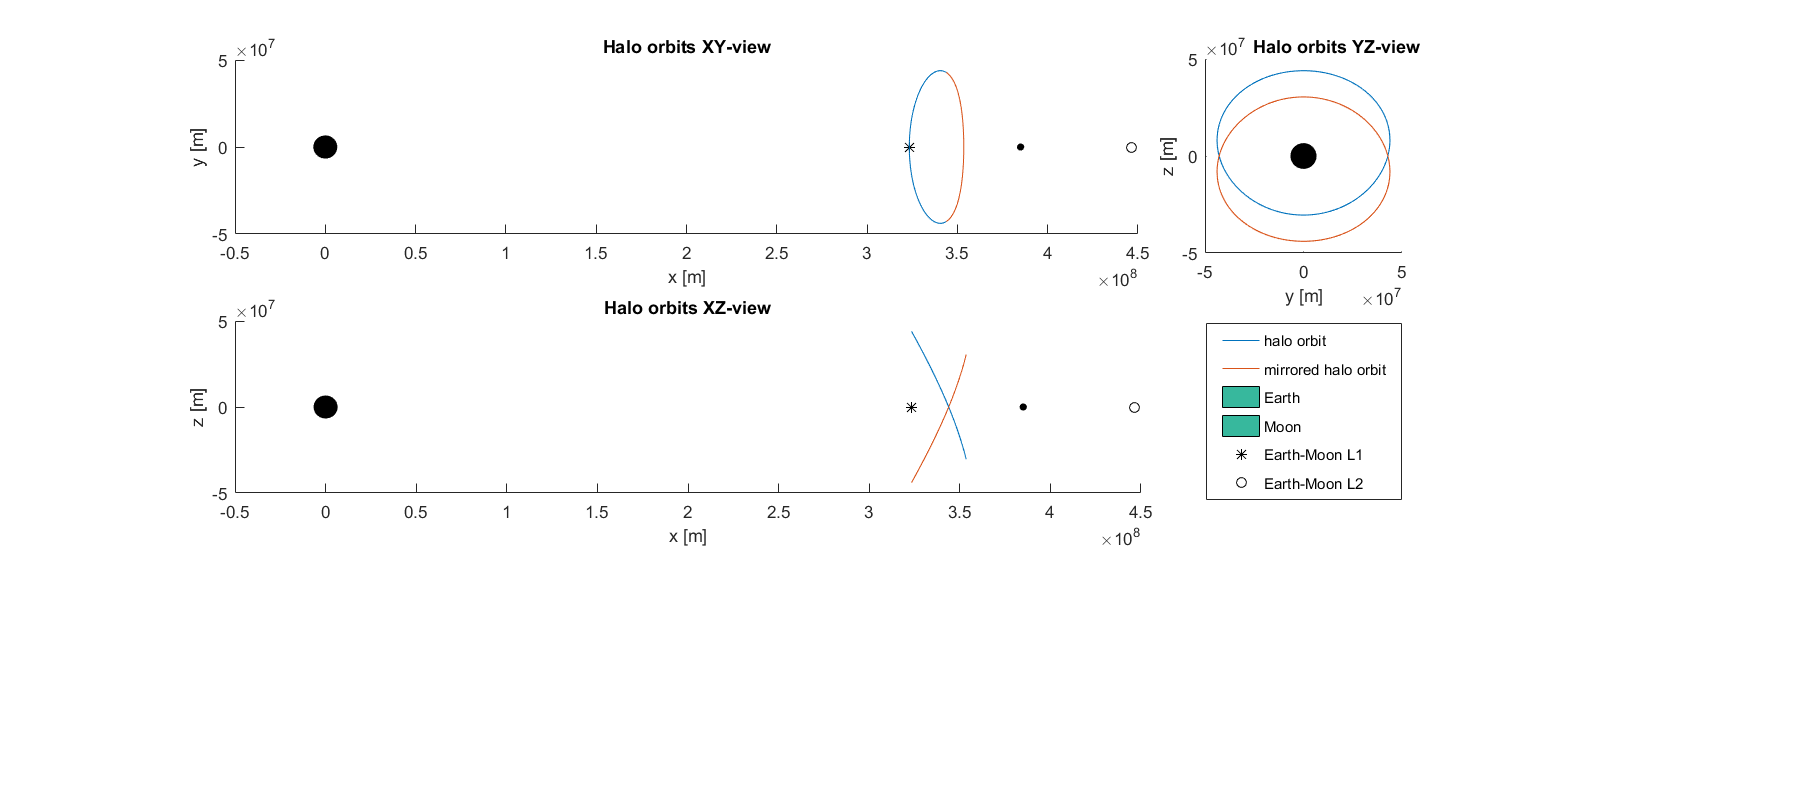 Halo orbits XY-view
×10^7
5
0
-5
y [m]
-0.5 0 0.5 1 1.5 2 2.5 3 3.5 4 4.5
x [m]
×10^8
Halo orbits YZ-view
×10^7
5
0
-5
z [m]
-5 0 5
y [m]
×10^7
Halo orbits XZ-view
×10^7
5
0
-5
z [m]
-0.5 0 0.5 1 1.5 2 2.5 3 3.5 4 4.5
x [m]
×10^8
halo orbit
mirrored halo orbit
Earth
Moon
Earth-Moon L1
Earth-Moon L2